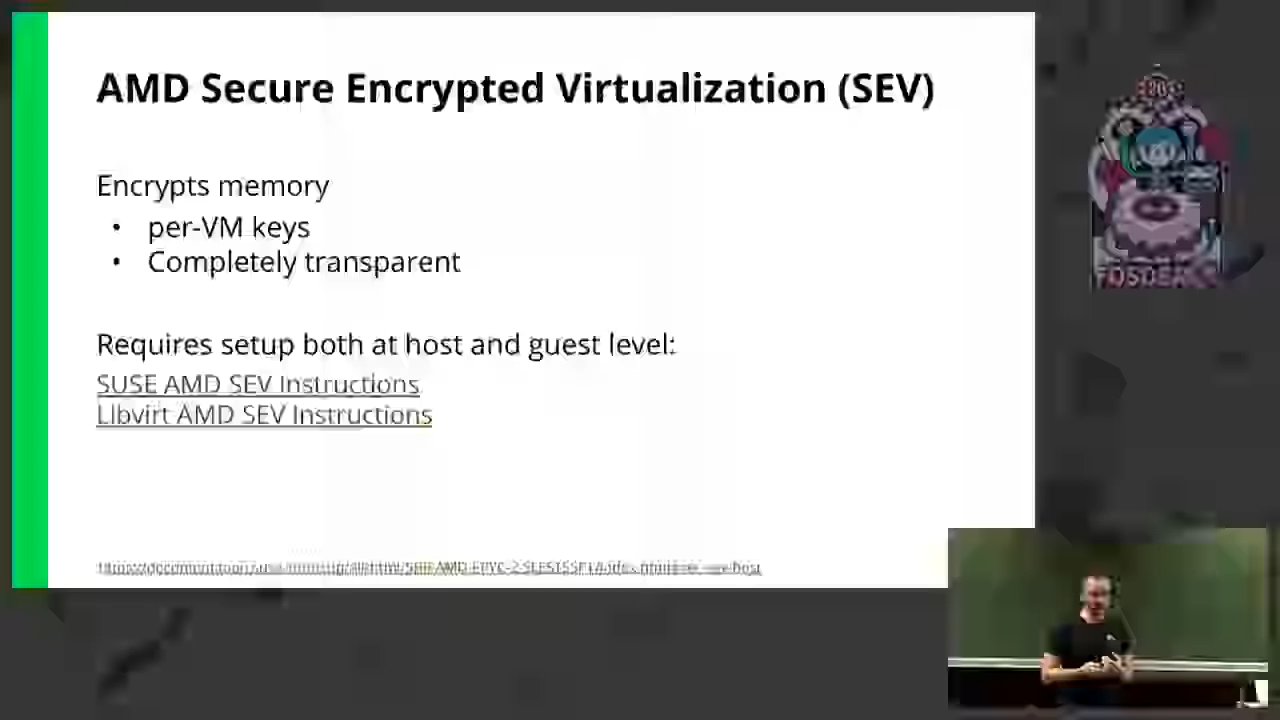 AMD Secure Encrypted Virtualization (SEV)
Encrypts memory
• per-VM keys
• Completely transparent
Requires setup both at host and guest level:
SUSE AMD SEV Instructions
Libvirt AMD SEV Instructions
FOSDEM